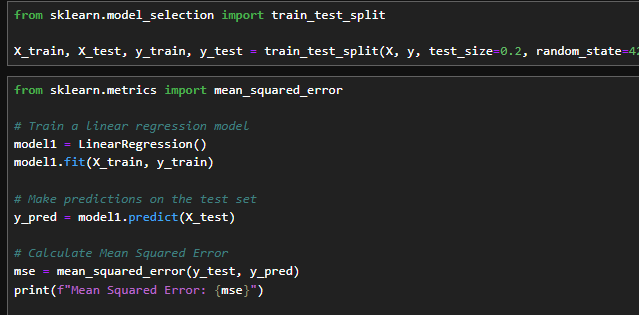 from sklearn.model_selection import train_test_split
X_train, X_test, y_train, y_test = train_test_split(X, y, test_size=0.2, random_state=42
from sklearn.metrics import mean_squared_error
# Train a linear regression model
model1 = LinearRegression()
model1.fit(X_train, y_train)
# Make predictions on the test set
y_pred = model1.predict(X_test)
# Calculate Mean Squared Error
mse = mean_squared_error(y_test, y_pred)
print(f"Mean Squared Error: {mse}")